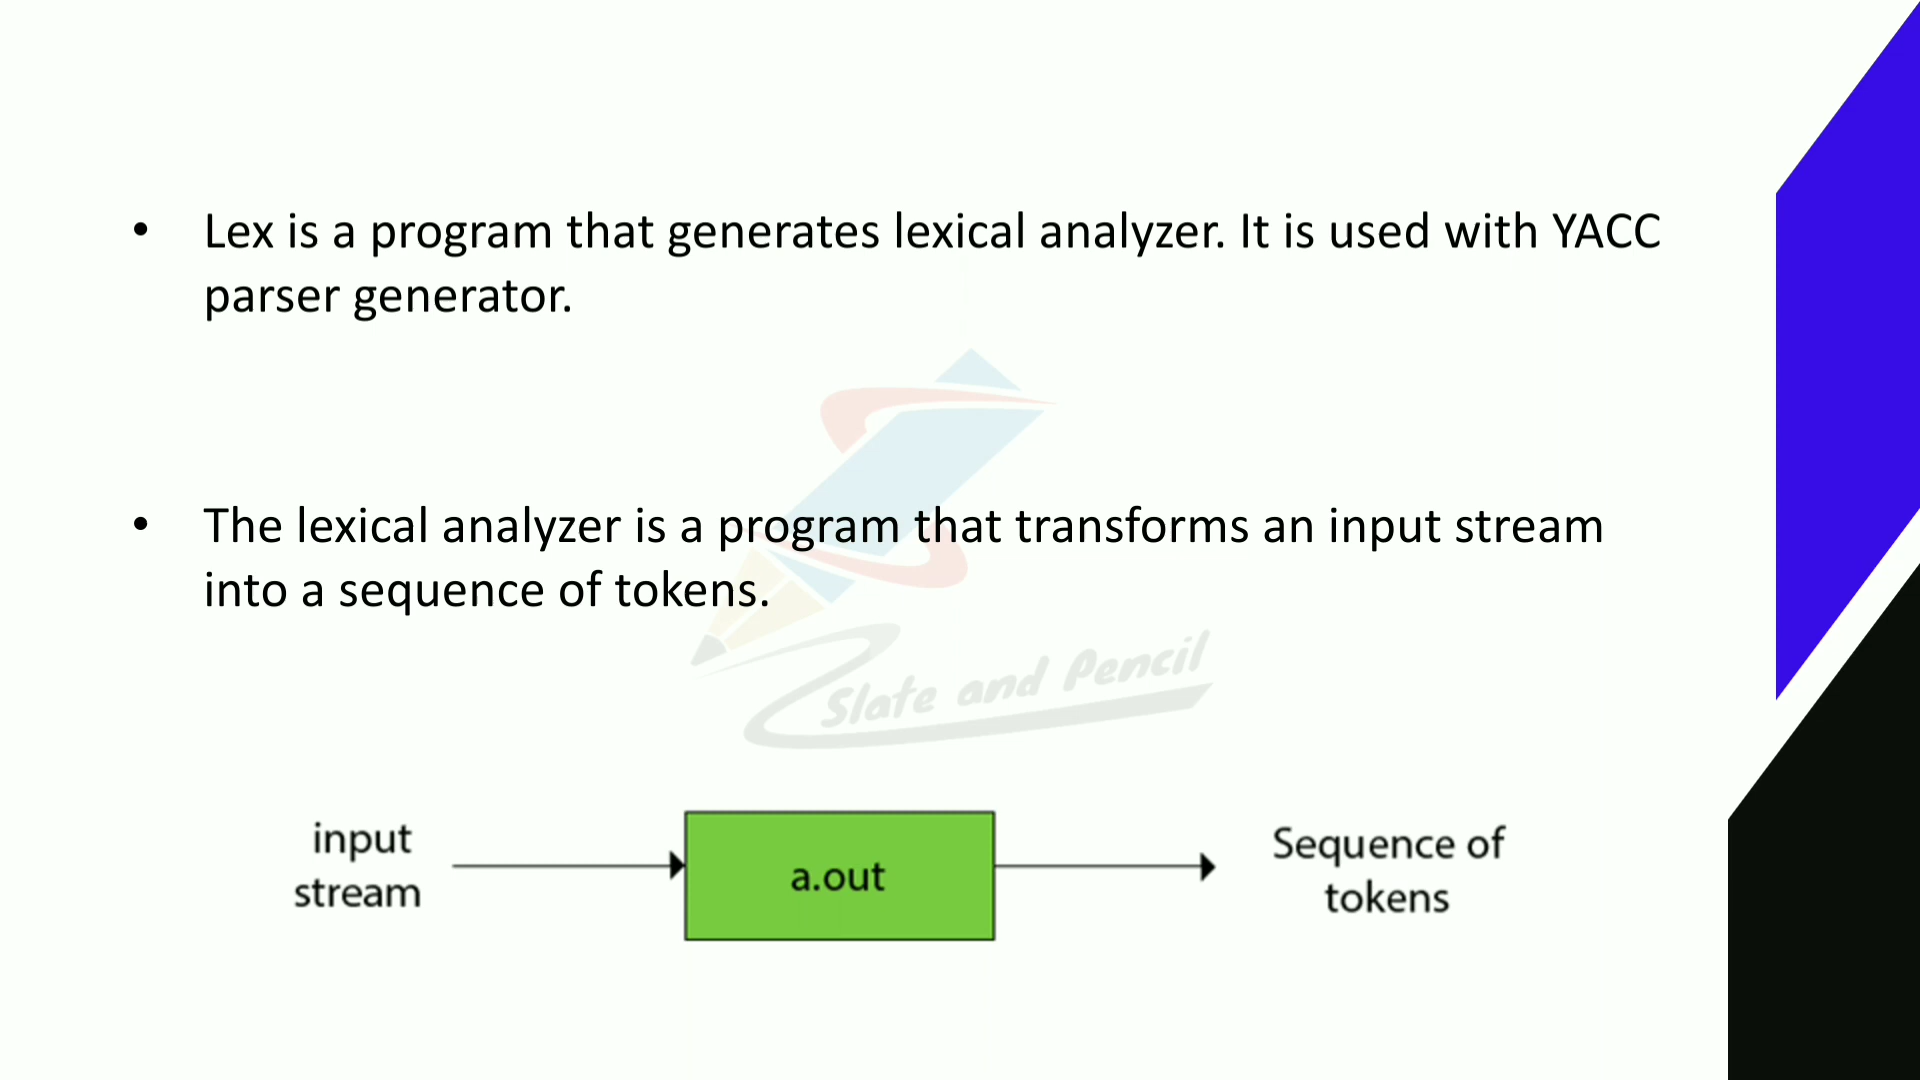 • Lex is a program that generates lexical analyzer. It is used with YACC
parser generator.
• The lexical analyzer is a program that transforms an input stream
into a sequence of tokens.
Slate and Pencil
input
stream
a.out
Sequence of
tokens